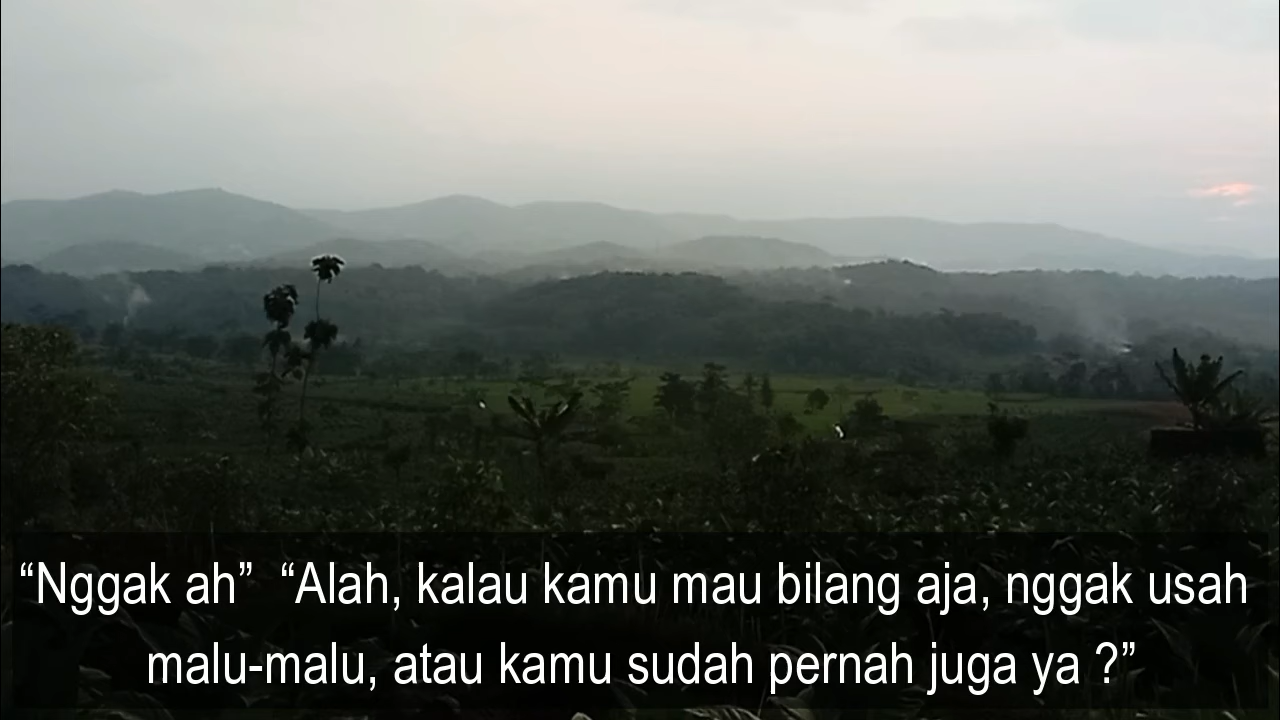 “Nggak ah”  “Alah, kalau kamu mau bilang aja, nggak usah
malu-malu, atau kamu sudah pernah juga ya ?”